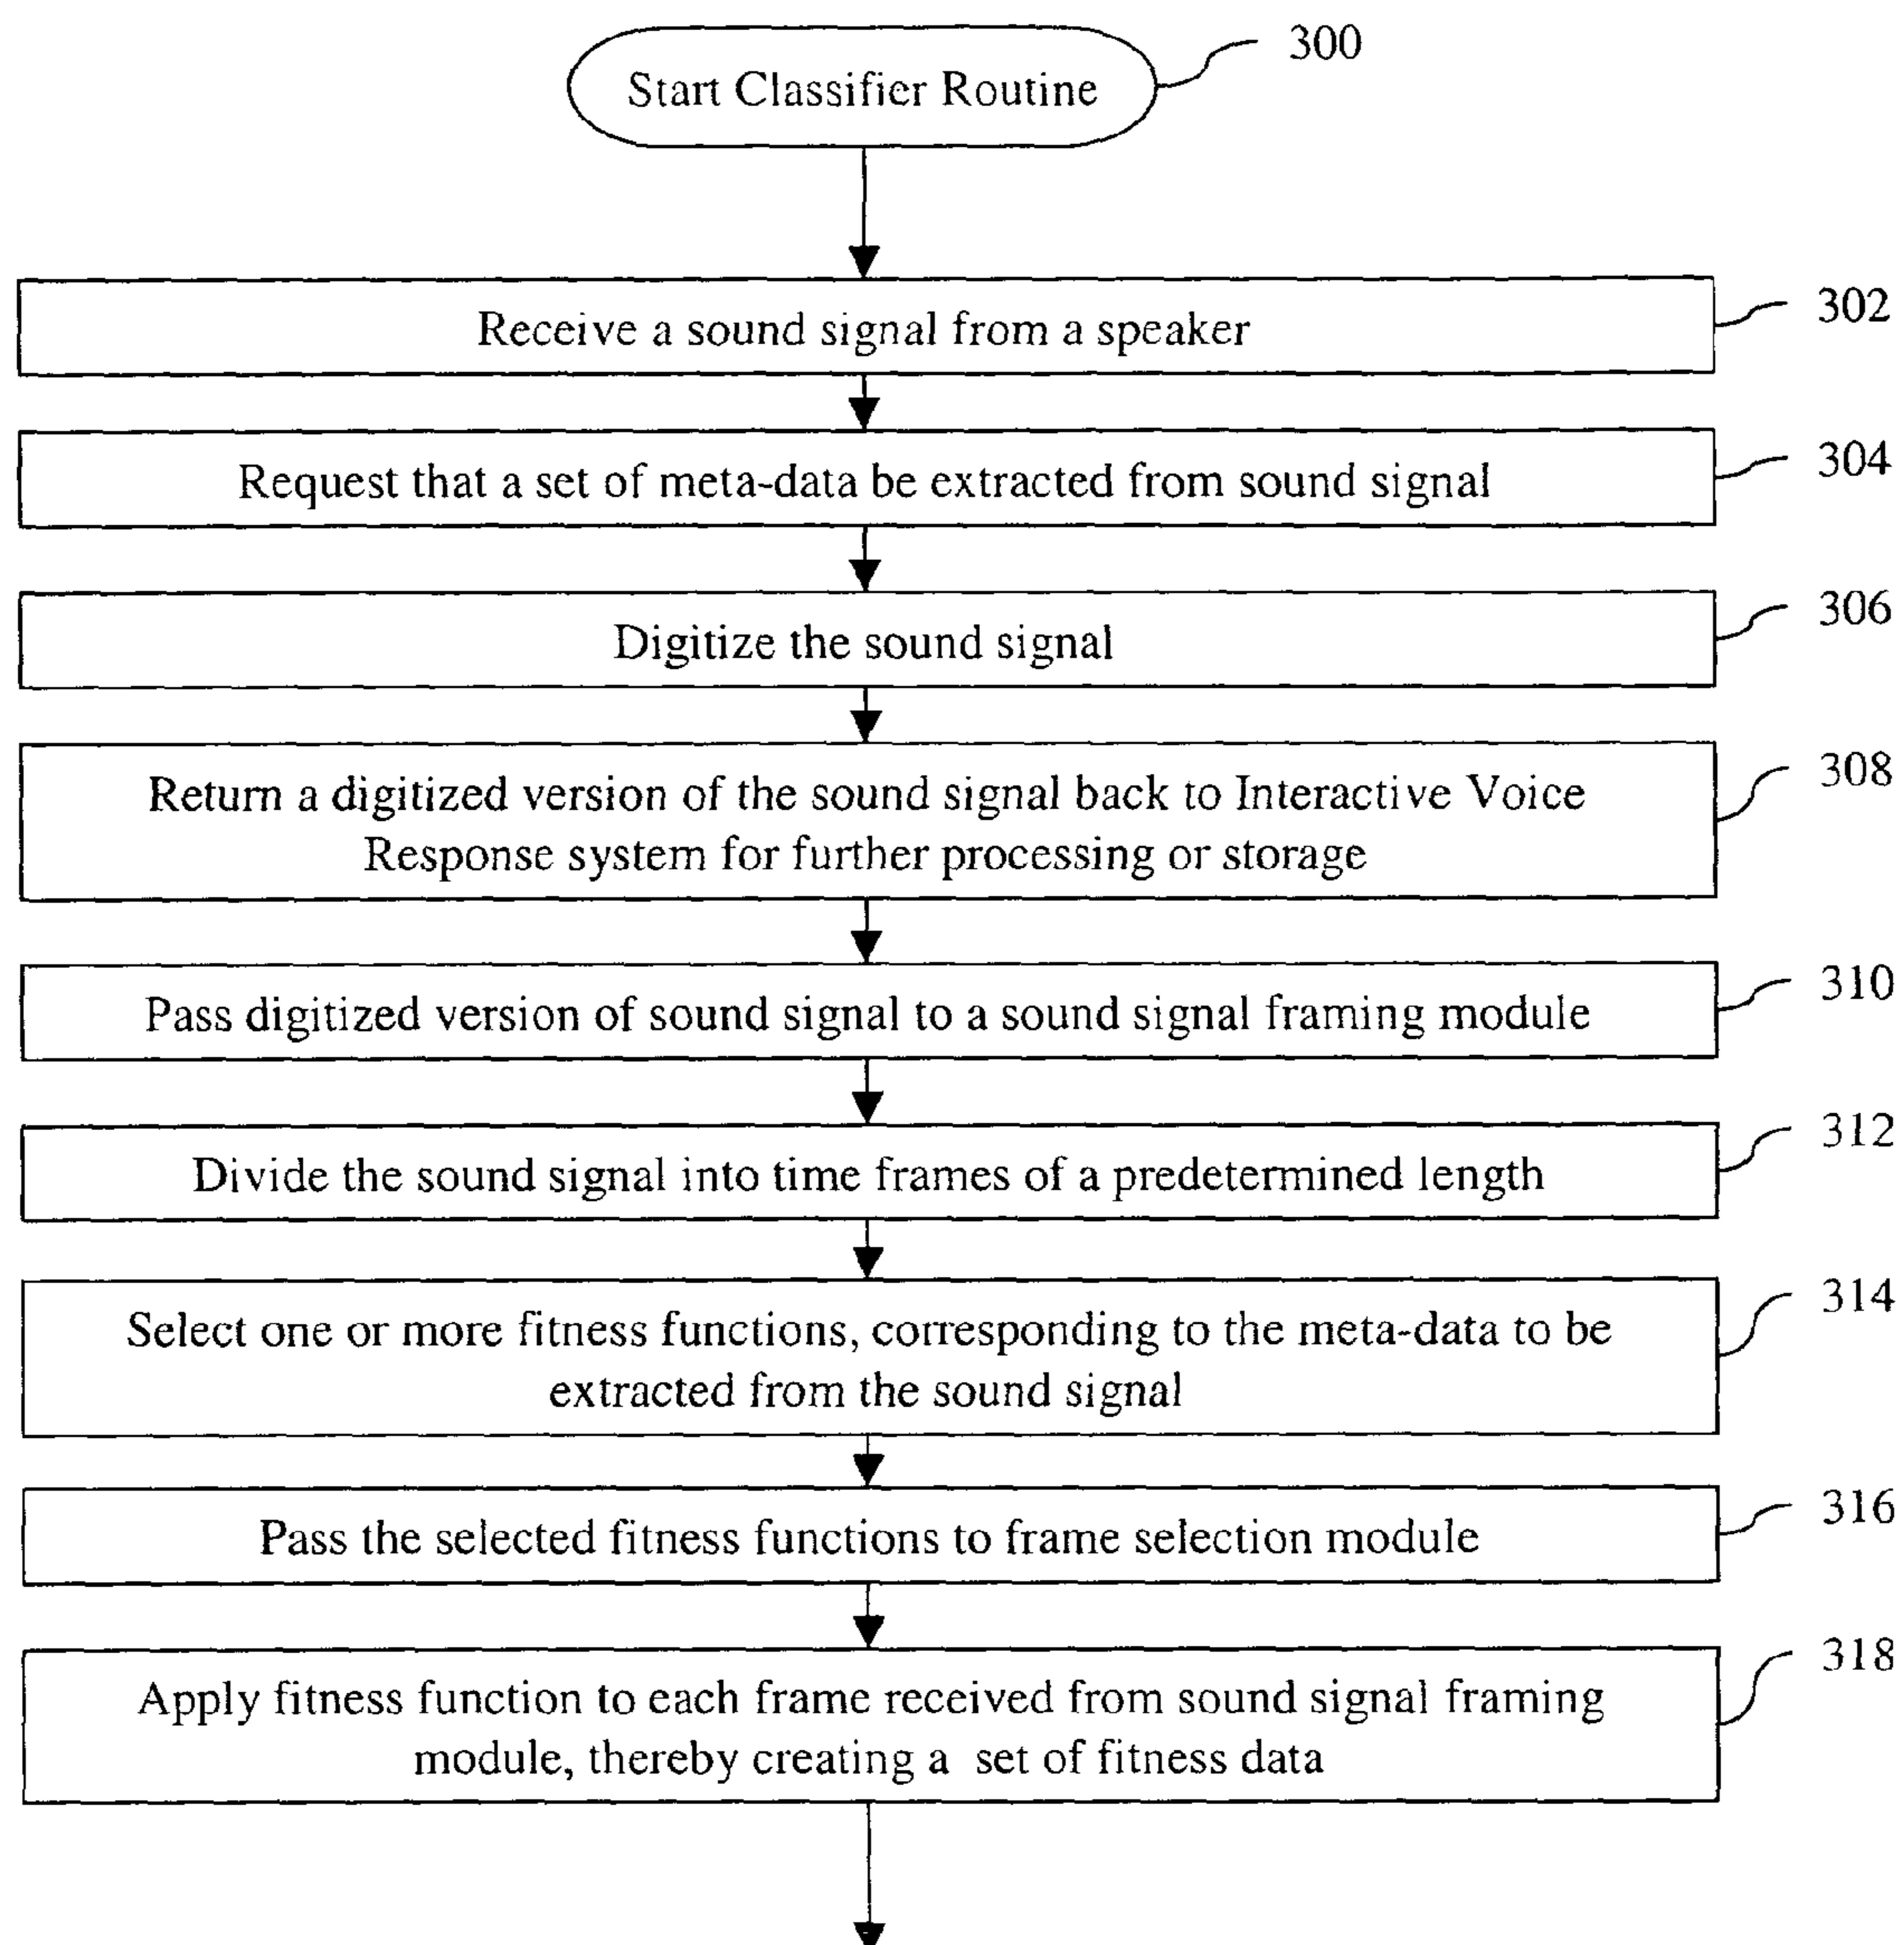 300
Start Classifier Routine
302
Receive a sound signal from a speaker
304
Request that a set of meta-data be extracted from sound signal
306
Digitize the sound signal
308
Return a digitized version of the sound signal back to Interactive Voice
Response system for further processing or storage
310
Pass digitized version of sound signal to a sound signal framing module
312
Divide the sound signal into time frames of a predetermined length
314
Select one or more fitness functions, corresponding to the meta-data to be
extracted from the sound signal
316
Pass the selected fitness functions to frame selection module
318
Apply fitness function to each frame received from sound signal framing
module, thereby creating a set of fitness data